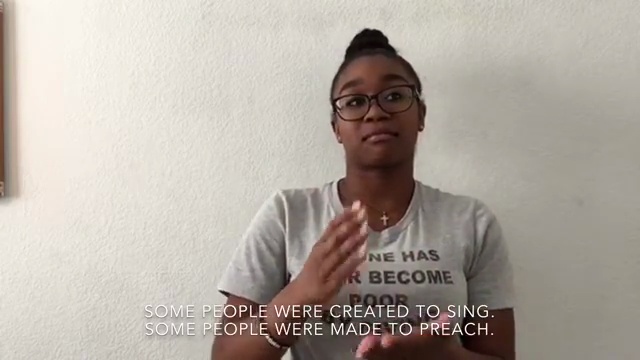 NE HAS
R BECOME
POOR
SOME PEOPLE WERE CREATED TO SING.
SOME PEOPLE WERE MADE TO PREACH.